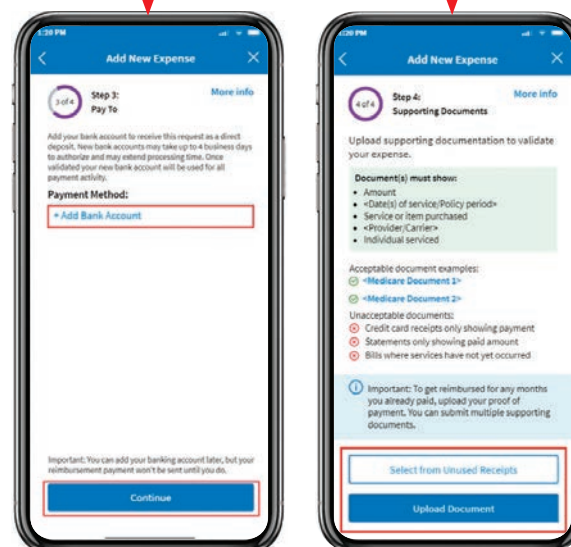 1:20 PM
Add New Expense
3 of 4
Step 3:
Pay To
More info
Add your bank account to receive this request as a direct
deposit. New bank accounts may take up to 4 business days
to authorize and may extend processing time. Once
validated your new bank account will be used for all
payment activity.
Payment Method:
+ Add Bank Account
Important: You can add your banking account later, but your
reimbursement payment won't be sent until you do.
Continue
1:20 PM
Add New Expense
4 of 4
Step 4:
Supporting Documents
More info
Upload supporting documentation to validate
your expense.
Document(s) must show:
• Amount
• <Date(s) of service/Policy period>
• Service or item purchased
• <Provider/Carrier>
• Individual serviced
Acceptable document examples:
<Medicare Document 1>
<Medicare Document 2>
Unacceptable documents:
Credit card receipts only showing payment
Statements only showing paid amount
Bills where services have not yet occurred
Important: To get reimbursed for any months
you already paid, upload your proof of
payment. You can submit multiple supporting
documents.
Select from Unused Receipts
Upload Document